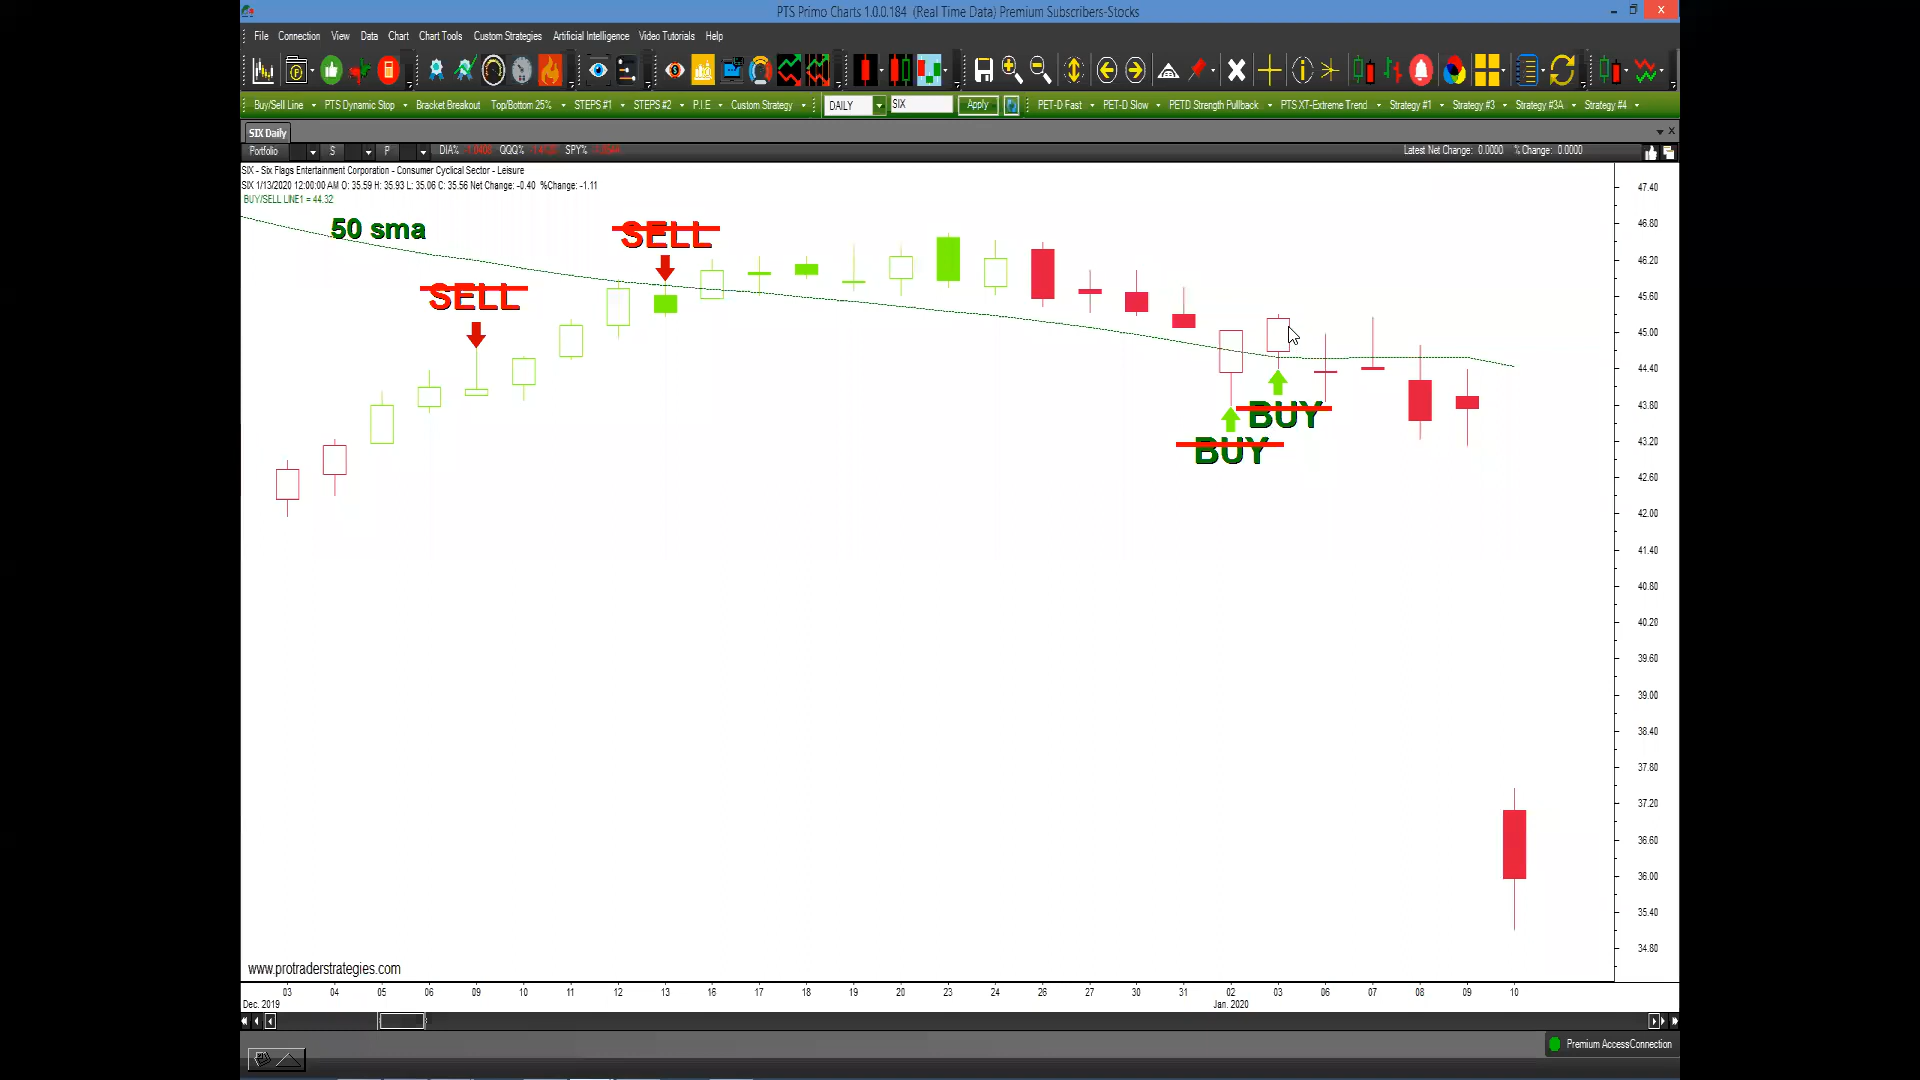 PTS Primo Charts 1.0.0.184 (Real Time Data) Premium Subscribers-Stocks
File Connection View Data Chart Chart Tools Custom Strategies Artificial Intelligence Video Tutorials Help
Buy/Sell Line PTS Dynamic Stop Bracket Breakout Top/Bottom 25% STEPS #1 STEPS #2 P.I.E Custom Strategy DAILY SIX Apply PET-D Fast PET-D Slow PETD Strength Pullback PTS XT-Extreme Trend Strategy #1 Strategy #3 Strategy #3A Strategy #4
SIX Daily
Portfolio S P DIA% QQQ% SPY% Latest Net Change: 0.0000 % Change: 0.0000
SIX - Six Flags Entertainment Corporation - Consumer Cyclical Sector - Leisure
SIX 1/13/2020 12:00:00 AM O: 35.59 H: 35.93 L: 35.06 C: 35.56 Net Change: -0.40 %Change: -1.11
BUY/SELL LINE1 = 44.32
50 sma
SELL
SELL
BUY
BUY
47.40
46.80
46.20
45.60
45.00
44.40
43.80
43.20
42.60
42.00
41.40
40.80
40.20
39.60
39.00
38.40
37.80
37.20
36.60
36.00
35.40
34.80
www.protraderstrategies.com
03 04 05 06 09 10 11 12 13 16 17 18 19 20 23 24 26 27 30 31 02 03 06 07 08 09 10
Dec. 2019 Jan. 2020
Premium AccessConnection